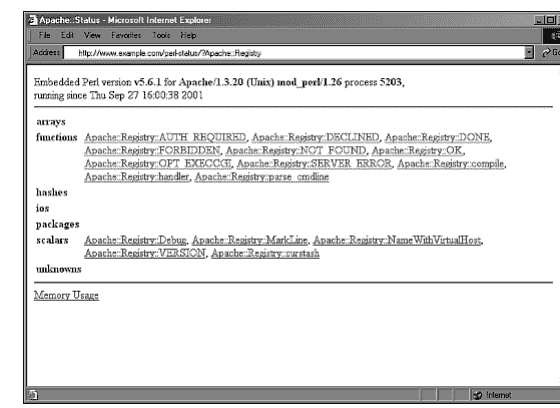 Apache::Status - Microsoft Internet Explorer
File Edit View Favorites Tools Help
Address http://www.example.com/perl-status/?Apache::Registry Go
Embedded Perl version v5.6.1 for Apache/1.3.20 (Unix) mod_perl/1.26 process 5203,
running since Thu Sep 27 16:00:38 2001
arrays
functions Apache::Registry::AUTH_REQUIRED, Apache::Registry::DECLINED, Apache::Registry::DONE,
Apache::Registry::FORBIDDEN, Apache::Registry::NOT_FOUND, Apache::Registry::OK,
Apache::Registry::OPT_EXECCGI, Apache::Registry::SERVER_ERROR, Apache::Registry::compile,
Apache::Registry::handler, Apache::Registry::parse_cmdline
hashes
ios
packages
scalars Apache::Registry::Debug, Apache::Registry::MarkLine, Apache::Registry::NameWithVirtualHost,
Apache::Registry::VERSION, Apache::Registry::curstash
unknowns
Memory Usage
Internet